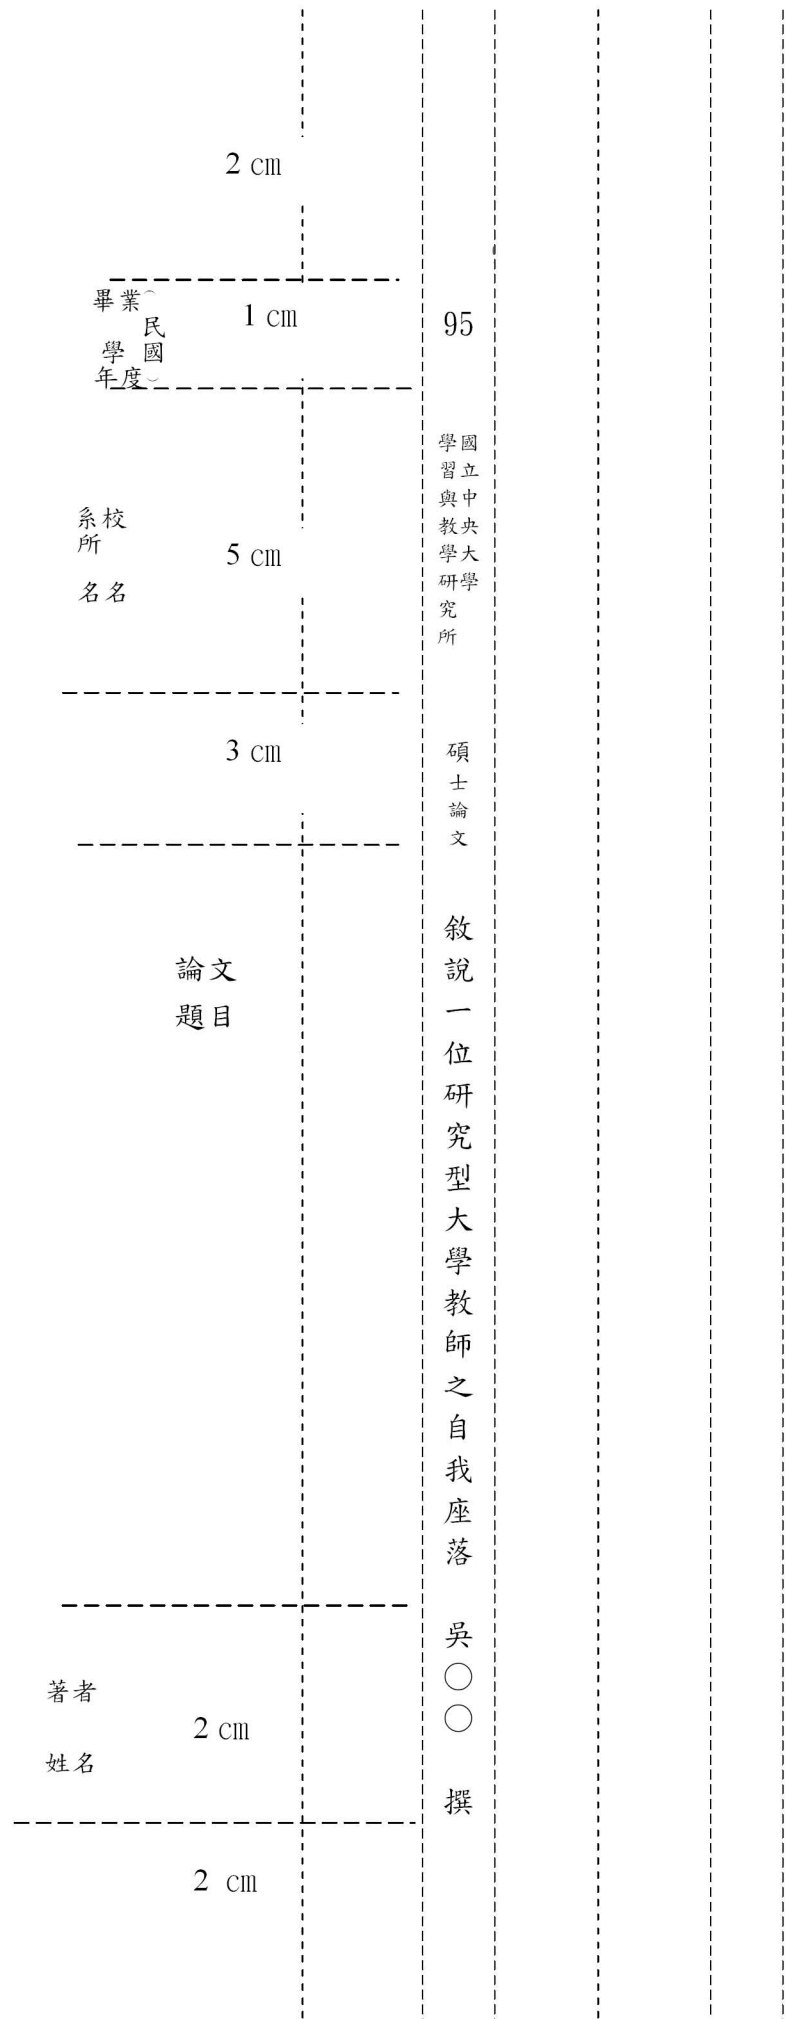 2 cm
畢業
學
年度
(民國)
1 cm
95
校名
系所名
5 cm
國立中央大學
學習與教學研究所
3 cm
碩士論文
論文
題目
敘說一位研究型大學教師之自我座落
著者
姓名
2 cm
吳○○ 撰
2 cm